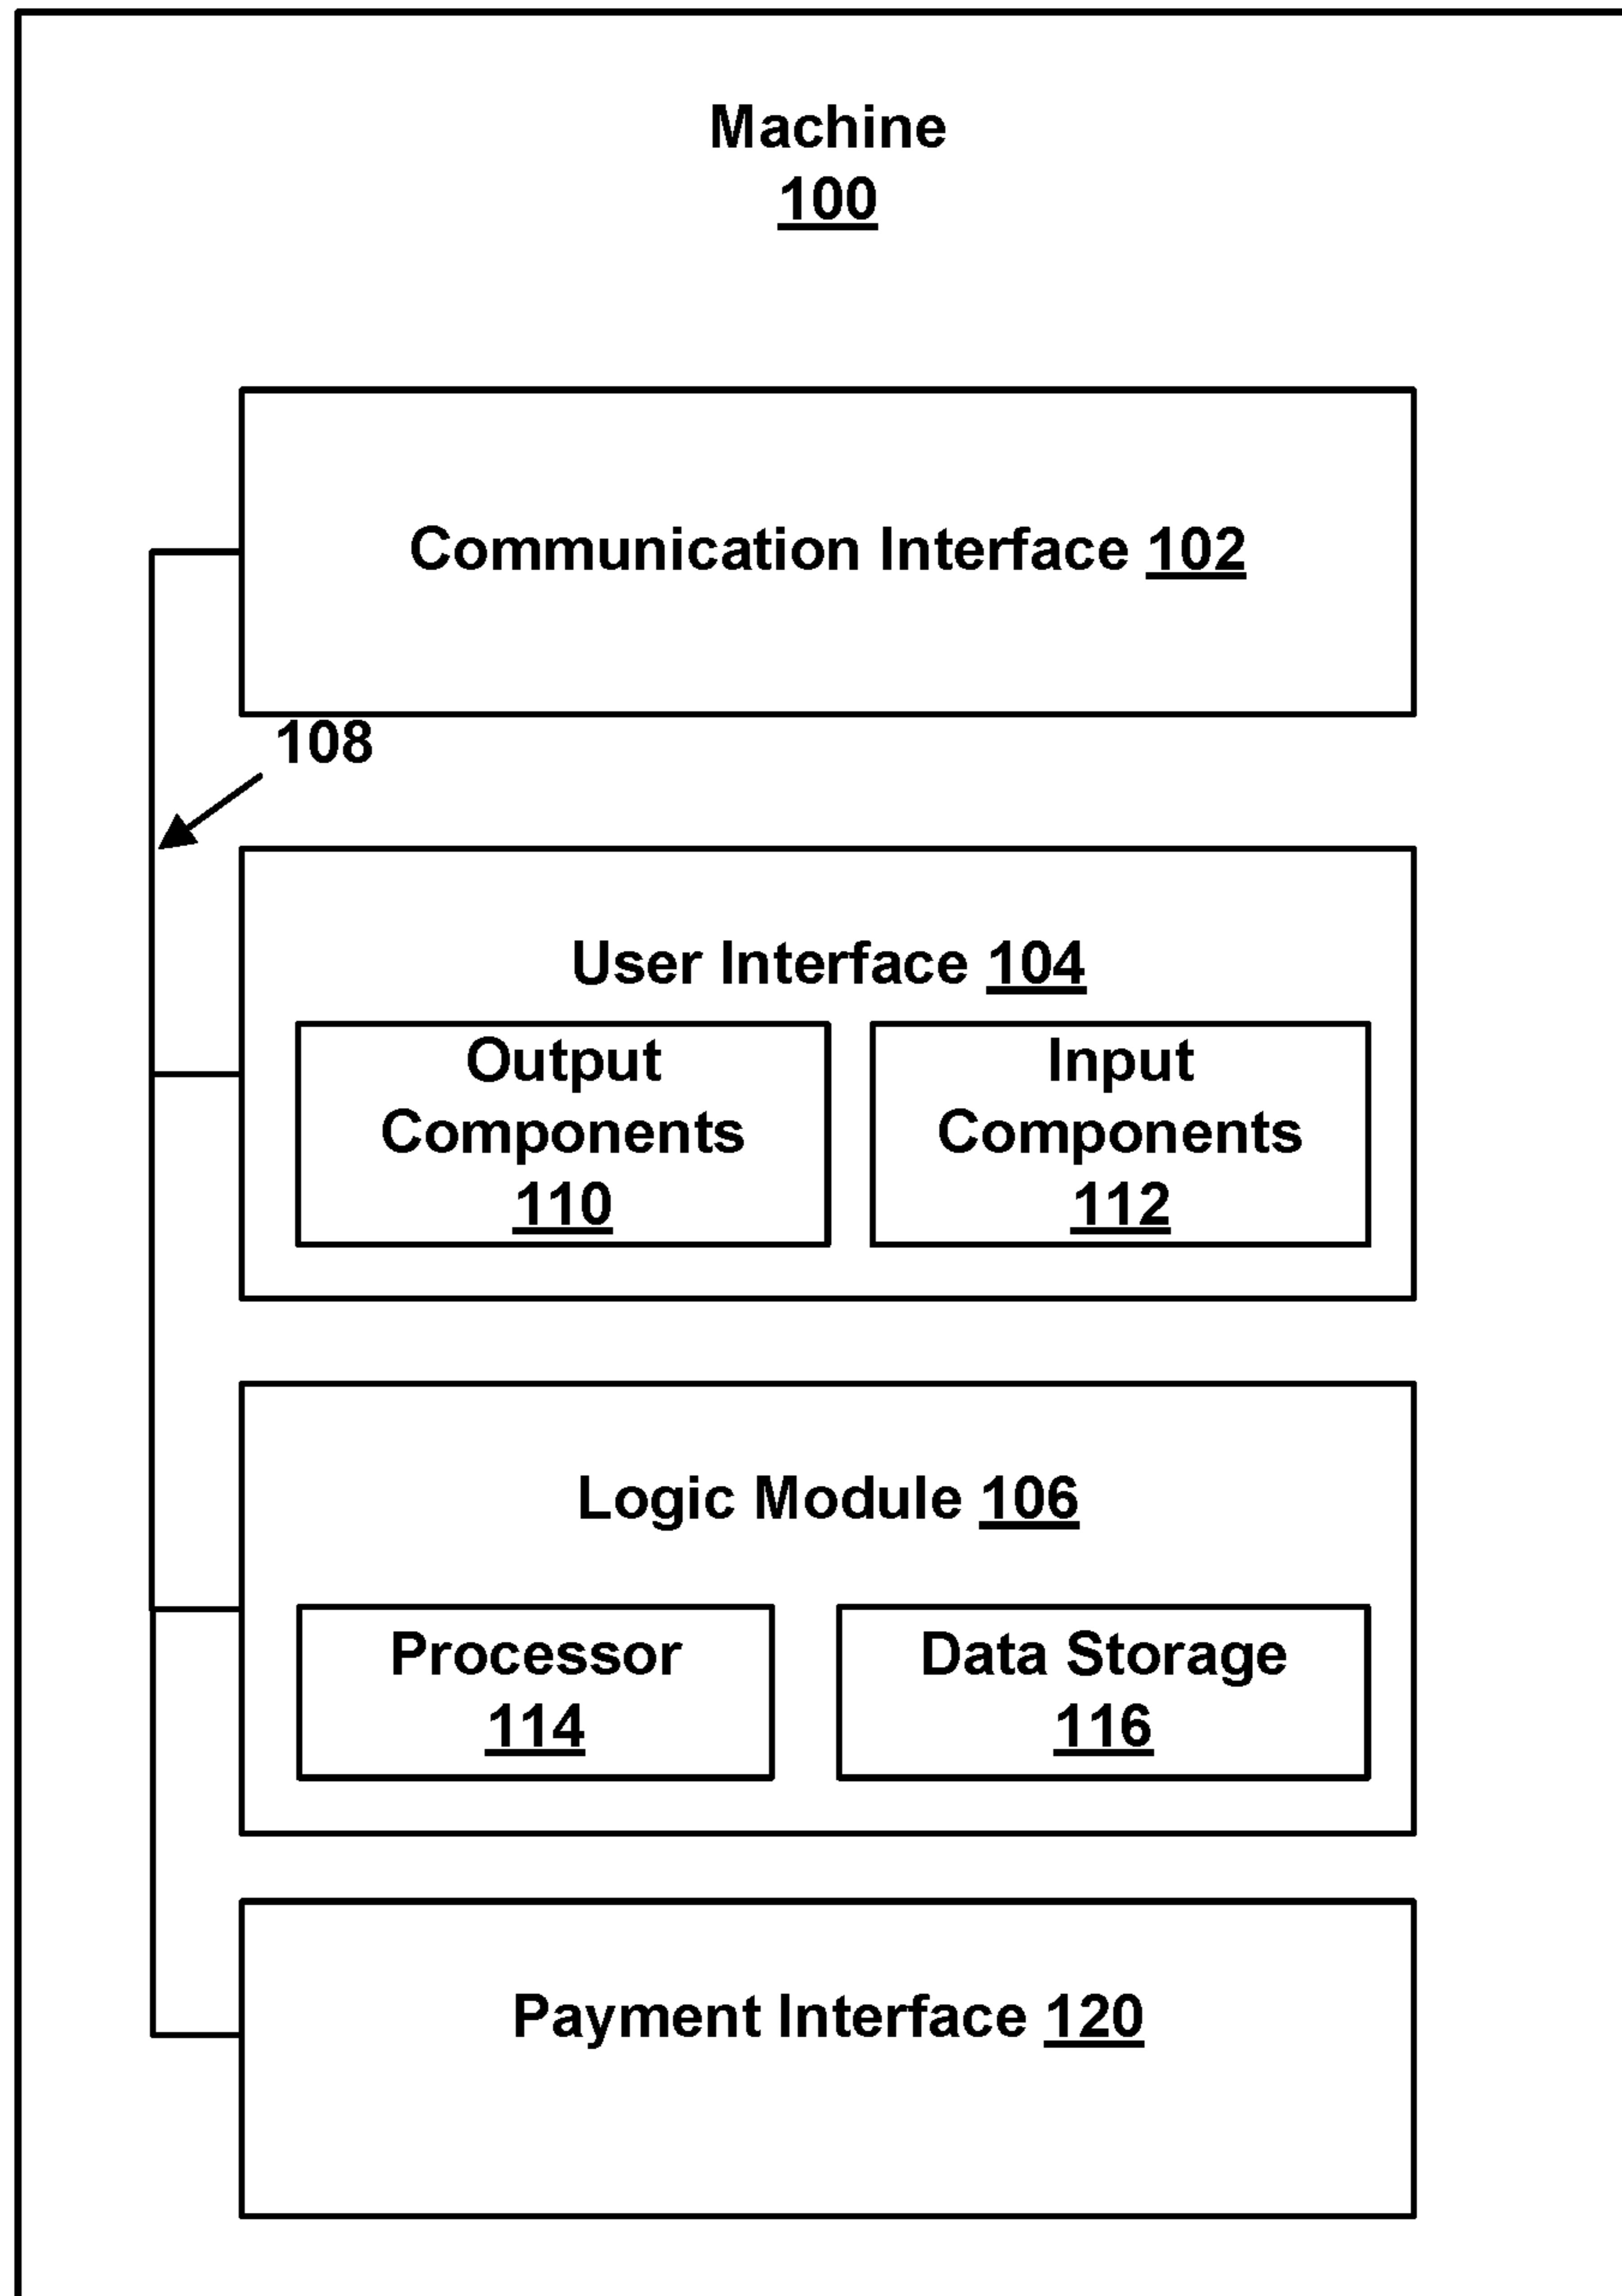 Machine
100
Communication Interface 102
108
User Interface 104
Output
Components
110
Input
Components
112
Logic Module 106
Processor
114
Data Storage
116
Payment Interface 120